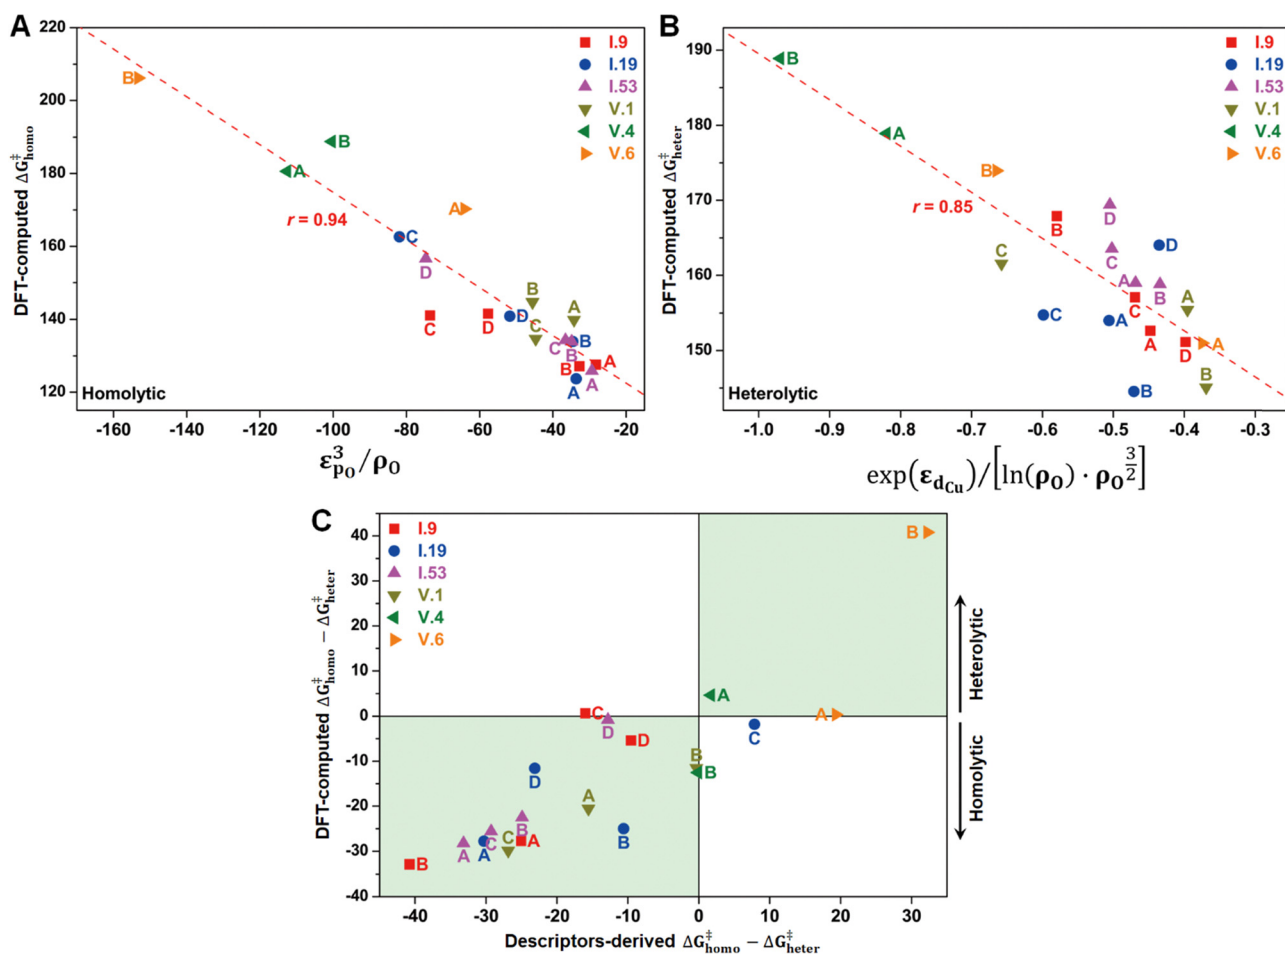 A
DFT-computed ΔG‡homo
220
200
180
160
140
120
I.9
I.19
I.53
V.1
V.4
V.6
B
B
A
A
r = 0.94
C
D
C
D
D
B
C
A
B
C
B
B
A
A
A
Homolytic
-160
-140
-120
-100
-80
-60
-40
-20
ε³pO/ρO
B
DFT-computed ΔG‡heter
190
180
170
160
150
I.9
I.19
I.53
V.1
V.4
V.6
B
A
B
r = 0.85
B
D
C
C
D
A
B
C
C
A
A
A
D
A
B
B
Heterolytic
-1.0
-0.9
-0.8
-0.7
-0.6
-0.5
-0.4
-0.3
exp(εdCu)/[ln(ρO) · ρO^3/2]
C
DFT-computed ΔG‡homo − ΔG‡heter
40
30
20
10
0
-10
-20
-30
-40
I.9
I.19
I.53
V.1
V.4
V.6
B
A
C
A
D
C
D
B
B
D
A
B
B
C
C
A
A
A
B
Heterolytic
Homolytic
-40
-30
-20
-10
0
10
20
30
Descriptors-derived ΔG‡homo − ΔG‡heter